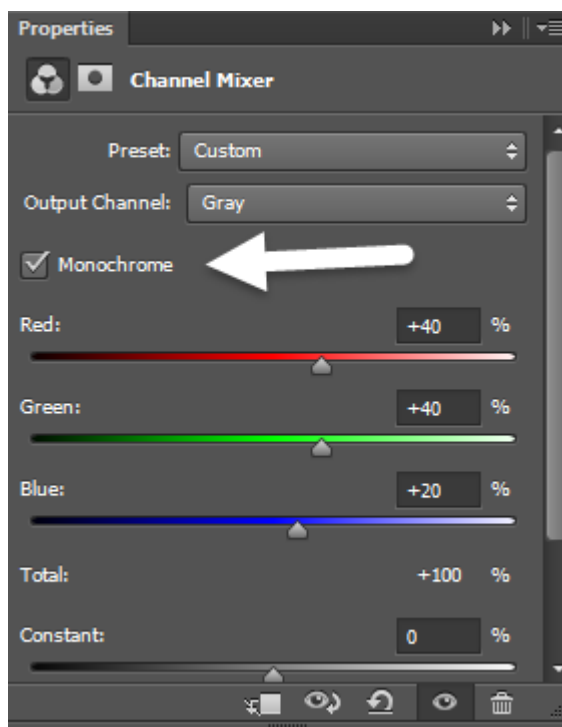 Properties
Channel Mixer
Preset: Custom
Output Channel: Gray
Monochrome
Red: +40 %
Green: +40 %
Blue: +20 %
Total: +100 %
Constant: 0 %